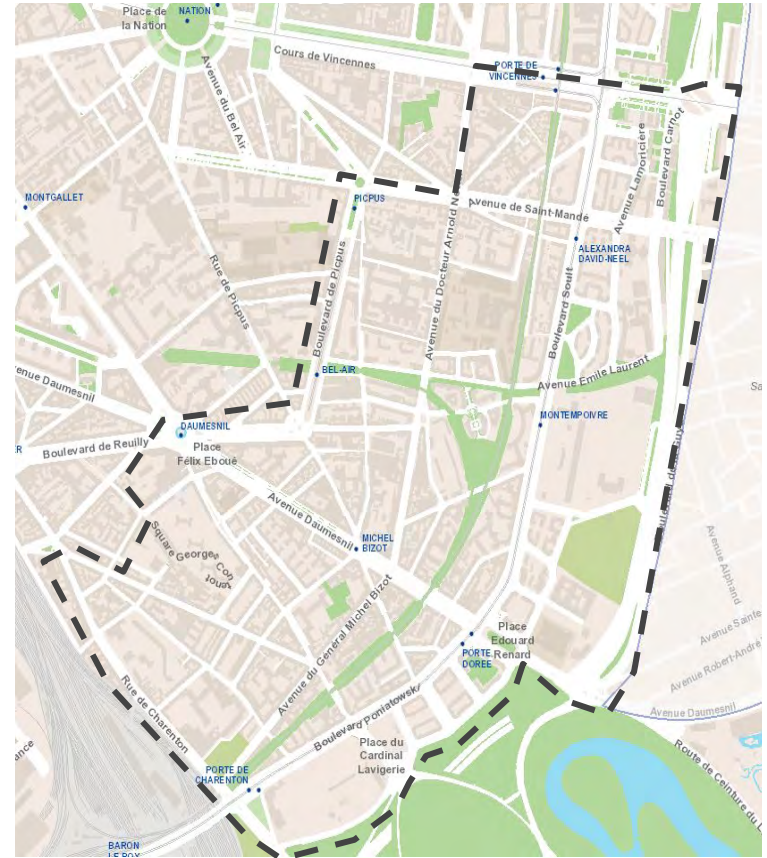 Place de
la Nation
NATION
Cours de Vincennes
PORTE DE
VINCENNES
Avenue du Bel Air
Avenue Lamoricière
Boulevard Carnot
MONTGALLET
PICPUS
Avenue de Saint-Mandé
ALEXANDRA
DAVID-NEEL
Rue de Picpus
Boulevard de Picpus
Avenue du Docteur Arnold
Boulevard Soult
BEL-AIR
Avenue Emile Laurent
Avenue Daumesnil
DAUMESNIL
Place
Félix Eboué
Boulevard de Reuilly
MONTEMPOIVRE
Avenue Daumesnil
MICHEL
BIZOT
Square Georges Contenot
Avenue du Général Michel Bizot
Place
Edouard
Renard
PORTE
DOREE
Avenue Alphand
Avenue Sainte
Avenue Robert-André
Avenue Daumesnil
Rue de Charenton
Boulevard Poniatowski
Place du
Cardinal
Lavigerie
PORTE DE
CHARENTON
Route de Ceinture du L
BARON
LE ROY